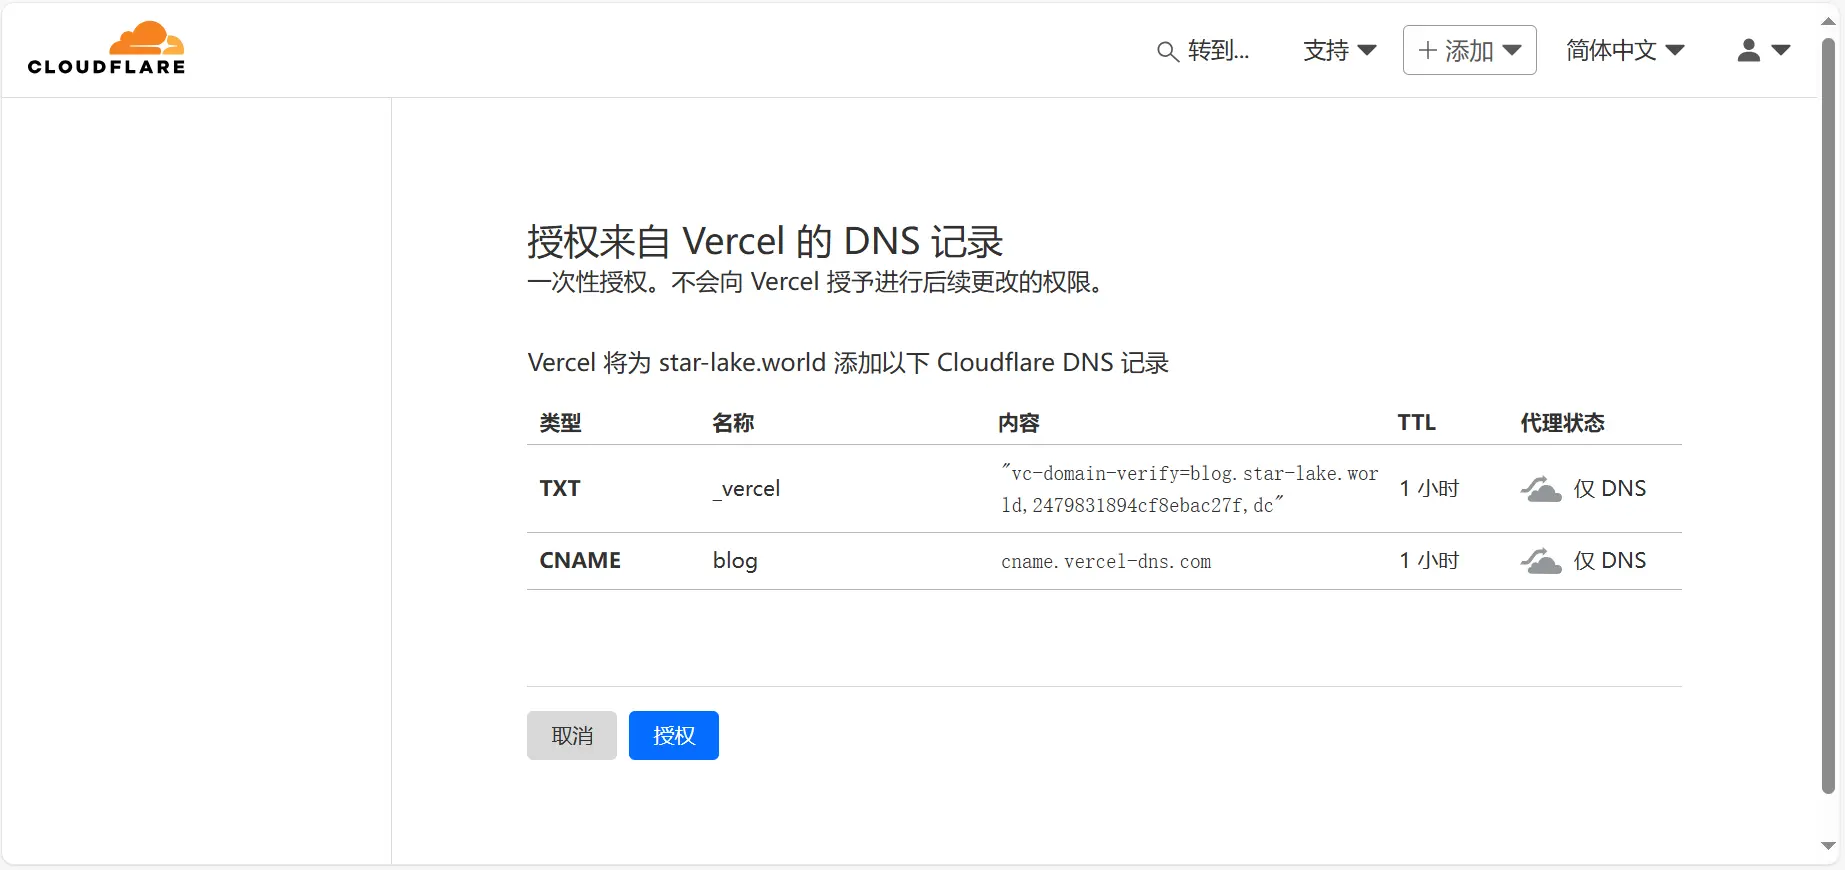 CLOUDFLARE
转到...
支持
添加
简体中文
授权来自 Vercel 的 DNS 记录
一次性授权。不会向 Vercel 授予进行后续更改的权限。
Vercel 将为 star-lake.world 添加以下 Cloudflare DNS 记录
类型 名称 内容 TTL 代理状态
TXT _vercel "vc-domain-verify=blog.star-lake.wor
ld,2479831894cf8ebac27f,dc" 1 小时 仅 DNS
CNAME blog cname.vercel-dns.com 1 小时 仅 DNS
取消 授权